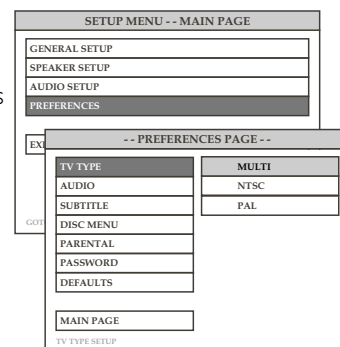 SETUP MENU - - MAIN PAGE
GENERAL SETUP
SPEAKER SETUP
AUDIO SETUP
PREFERENCES
- - PREFERENCES PAGE - -
TV TYPE
MULTI
AUDIO
NTSC
SUBTITLE
PAL
DISC MENU
PARENTAL
PASSWORD
DEFAULTS
MAIN PAGE
TV TYPE SETUP